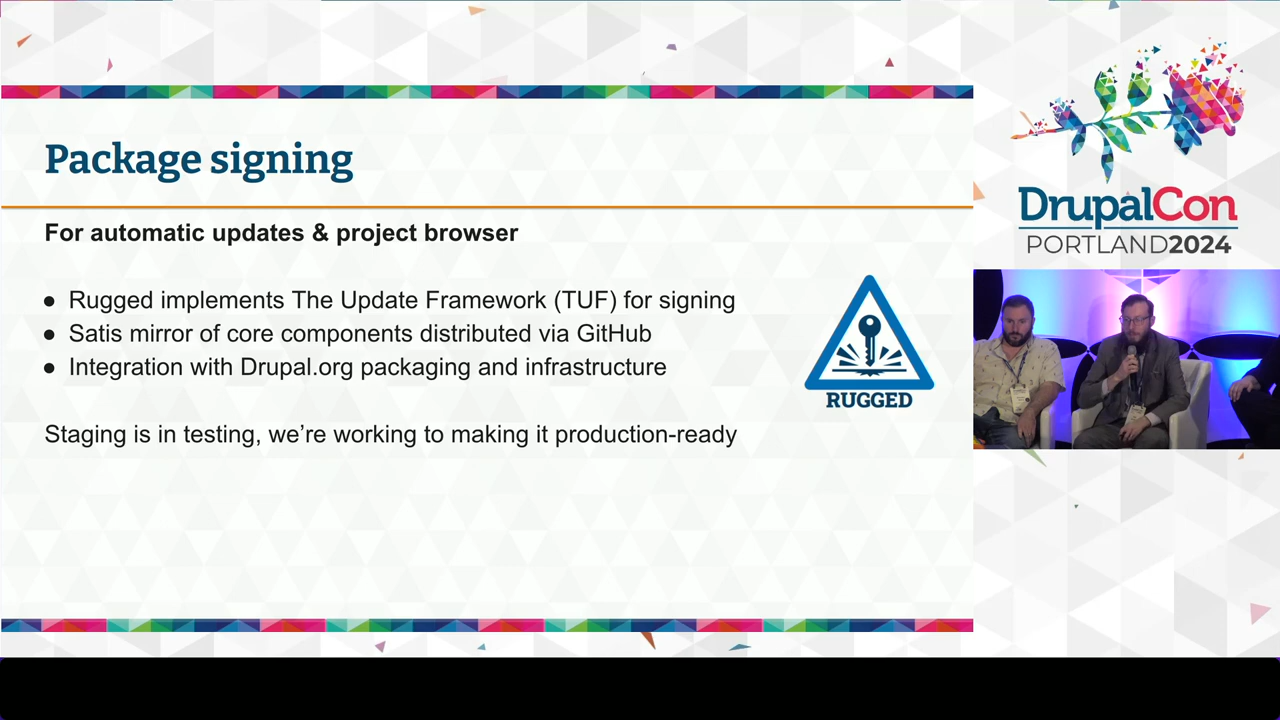 Package signing
For automatic updates & project browser
● Rugged implements The Update Framework (TUF) for signing
● Satis mirror of core components distributed via GitHub
● Integration with Drupal.org packaging and infrastructure
RUGGED
Staging is in testing, we're working to making it production-ready
DrupalCon
PORTLAND2024